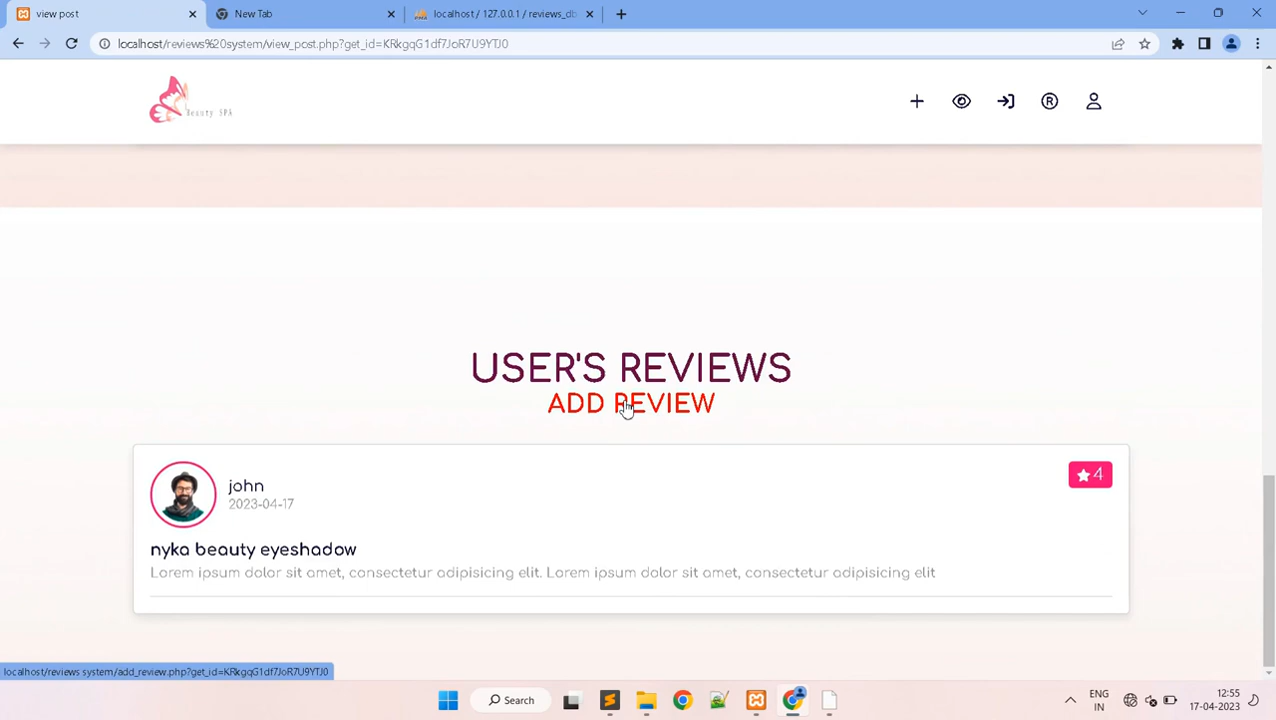 view post
New Tab
localhost / 127.0.0.1 / reviews_db
localhost/reviews%20system/view_post.php?get_id=KRkgqG1df7JoR7U9YTJ0
Beauty SPA
USER'S REVIEWS
ADD REVIEW
john
2023-04-17
4
nyka beauty eyeshadow
Lorem ipsum dolor sit amet, consectetur adipisicing elit. Lorem ipsum dolor sit amet, consectetur adipisicing elit
localhost/reviews system/add_review.php?get_id=KRkgqG1df7JoR7U9YTJ0
Search
ENG
IN
12:55
17-04-2023